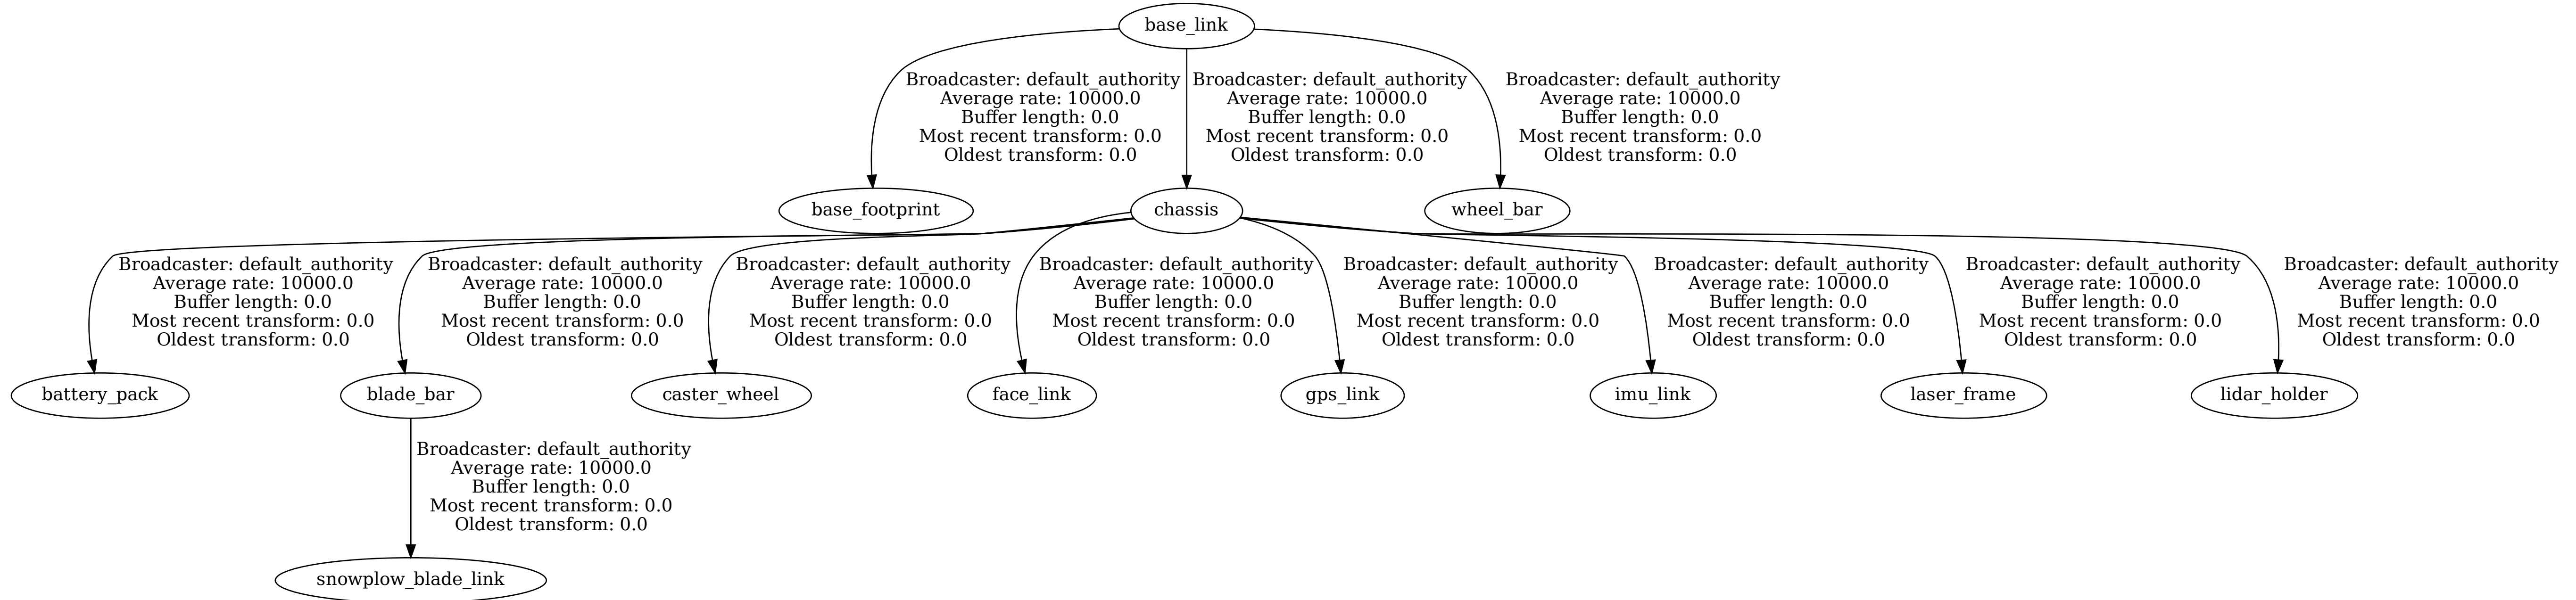 base_link
Broadcaster: default_authority
Average rate: 10000.0
Buffer length: 0.0
Most recent transform: 0.0
Oldest transform: 0.0
Broadcaster: default_authority
Average rate: 10000.0
Buffer length: 0.0
Most recent transform: 0.0
Oldest transform: 0.0
Broadcaster: default_authority
Average rate: 10000.0
Buffer length: 0.0
Most recent transform: 0.0
Oldest transform: 0.0
base_footprint
chassis
wheel_bar
Broadcaster: default_authority
Average rate: 10000.0
Buffer length: 0.0
Most recent transform: 0.0
Oldest transform: 0.0
Broadcaster: default_authority
Average rate: 10000.0
Buffer length: 0.0
Most recent transform: 0.0
Oldest transform: 0.0
Broadcaster: default_authority
Average rate: 10000.0
Buffer length: 0.0
Most recent transform: 0.0
Oldest transform: 0.0
Broadcaster: default_authority
Average rate: 10000.0
Buffer length: 0.0
Most recent transform: 0.0
Oldest transform: 0.0
Broadcaster: default_authority
Average rate: 10000.0
Buffer length: 0.0
Most recent transform: 0.0
Oldest transform: 0.0
Broadcaster: default_authority
Average rate: 10000.0
Buffer length: 0.0
Most recent transform: 0.0
Oldest transform: 0.0
Broadcaster: default_authority
Average rate: 10000.0
Buffer length: 0.0
Most recent transform: 0.0
Oldest transform: 0.0
Broadcaster: default_authority
Average rate: 10000.0
Buffer length: 0.0
Most recent transform: 0.0
Oldest transform: 0.0
battery_pack
blade_bar
caster_wheel
face_link
gps_link
imu_link
laser_frame
lidar_holder
Broadcaster: default_authority
Average rate: 10000.0
Buffer length: 0.0
Most recent transform: 0.0
Oldest transform: 0.0
snowplow_blade_link